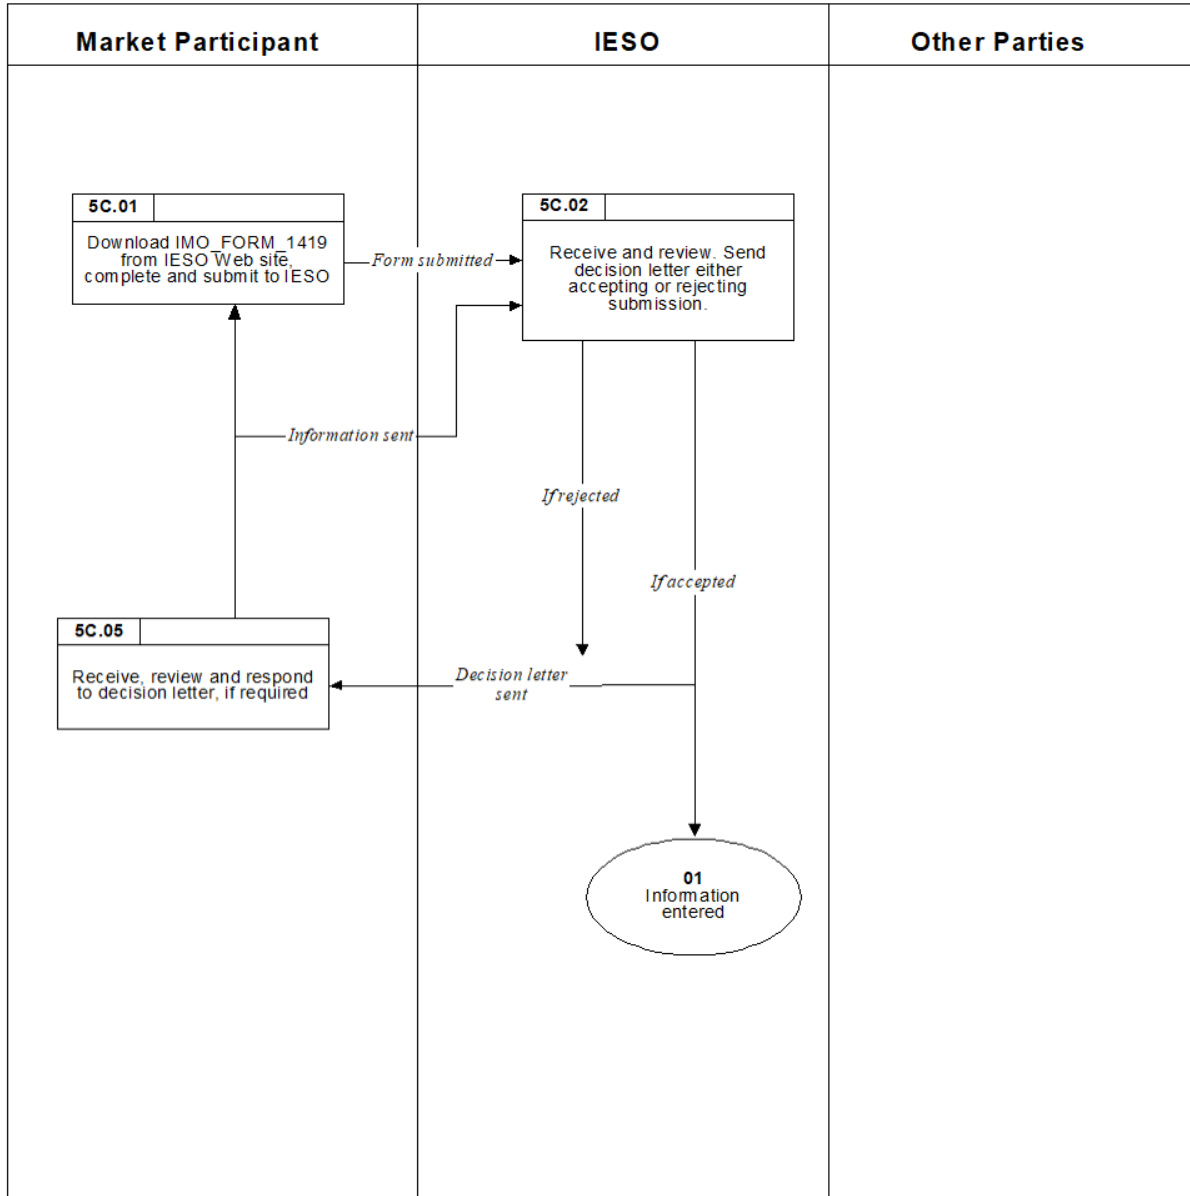 Market Participant
IESO
Other Parties
5C.01
Download IMO_FORM_1419
from IESO Web site,
complete and submit to IESO
Form submitted
5C.02
Receive and review. Send
decision letter either
accepting or rejecting
submission.
Information sent
If rejected
If accepted
5C.05
Receive, review and respond
to decision letter, if required
Decision letter
sent
01
Information
entered